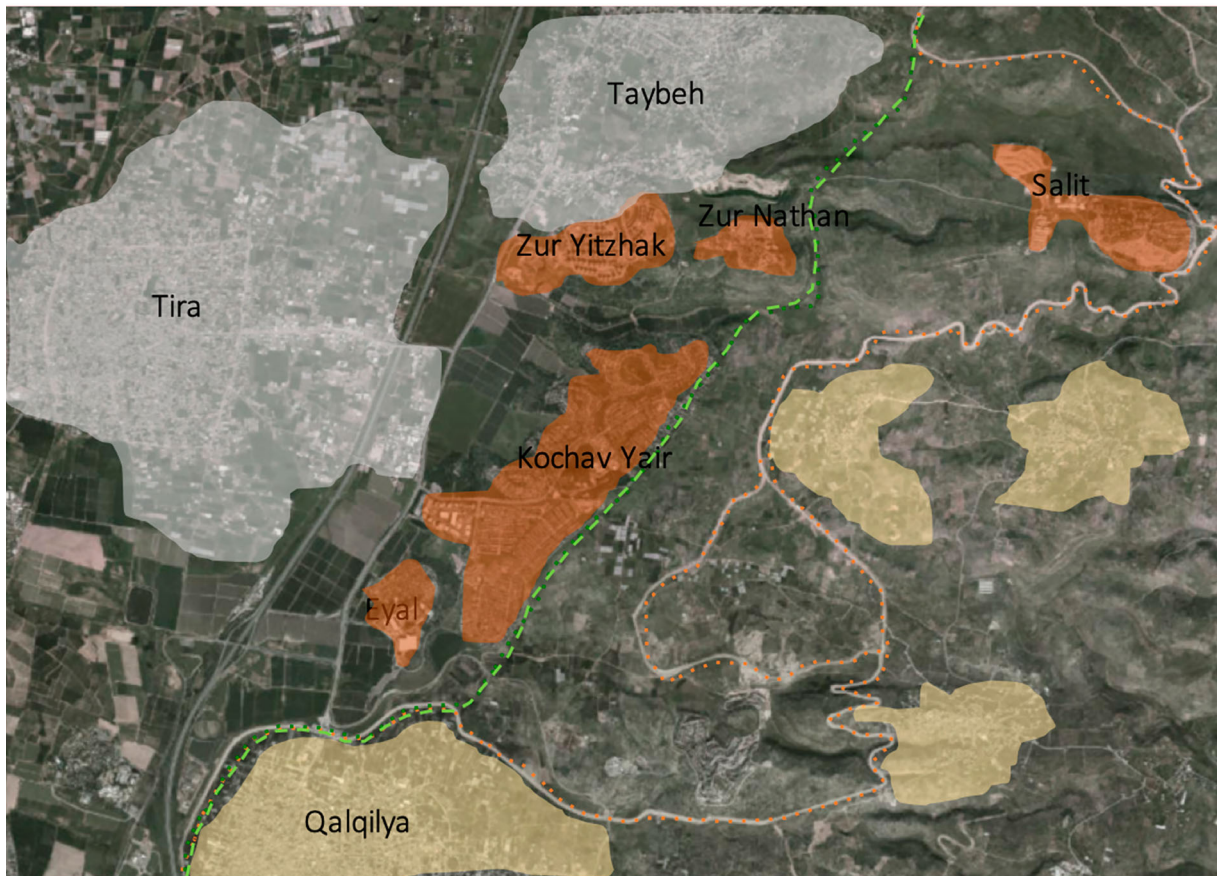 Taybeh
Salit
Zur Nathan
Zur Yitzhak
Tira
Kochav Yair
Eyal
Qalqilya